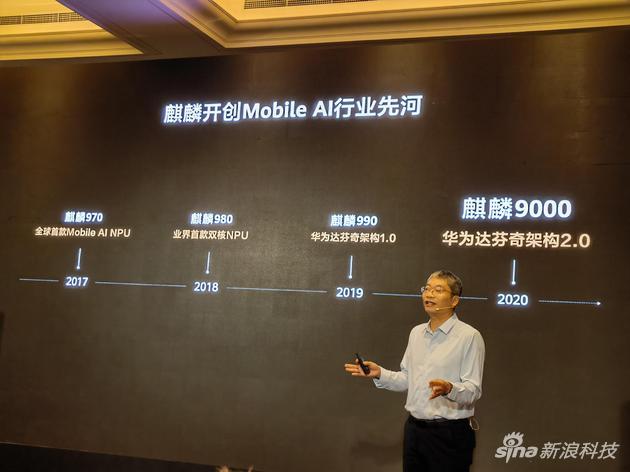 麒麟开创Mobile AI行业先河
麒麟970
全球首款Mobile AI NPU
2017
麒麟980
业界首款双核NPU
2018
麒麟990
华为达芬奇架构1.0
2019
麒麟9000
华为达芬奇架构2.0
2020
sina新浪科技